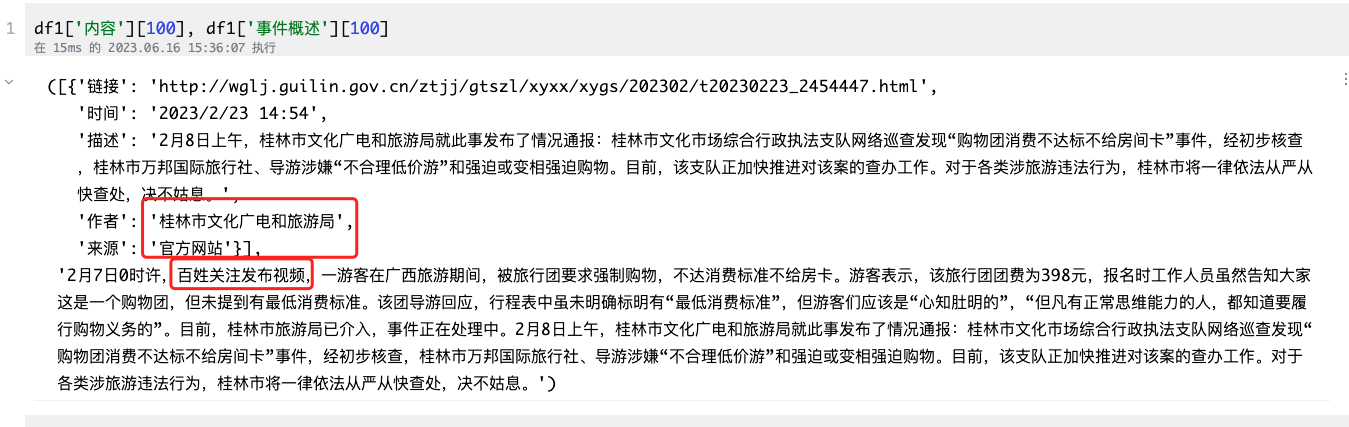 1 df1['内容'][100], df1['事件概述'][100]
在 15ms 的 2023.06.16 15:36:07 执行
([{'链接': 'http://wglj.guilin.gov.cn/ztjj/gtszl/xyxx/xygs/202302/t20230223_2454447.html',
'时间': '2023/2/23 14:54',
'描述': '2月8日上午，桂林市文化广电和旅游局就此事发布了情况通报：桂林市文化市场综合行政执法支队网络巡查发现“购物团消费不达标不给房间卡”事件，经初步核查
，桂林市万邦国际旅行社、导游涉嫌“不合理低价游”和强迫或变相强迫购物。目前，该支队正加快推进对该案的查办工作。对于各类涉旅游违法行为，桂林市将一律依法从严从
快查处，决不姑息。',
'作者': '桂林市文化广电和旅游局',
'来源': '官方网站'}],
'2月7日0时许，百姓关注发布视频，一游客在广西旅游期间，被旅行团要求强制购物，不达消费标准不给房卡。游客表示，该旅行团团费为398元，报名时工作人员虽然告知大家
这是一个购物团，但未提到有最低消费标准。该团导游回应，行程表中虽未明确标明有“最低消费标准”，但游客们应该是“心知肚明的”，“但凡有正常思维能力的人，都知道要履
行购物义务的”。目前，桂林市旅游局已介入，事件正在处理中。2月8日上午，桂林市文化广电和旅游局就此事发布了情况通报：桂林市文化市场综合行政执法支队网络巡查发现“
购物团消费不达标不给房间卡”事件，经初步核查，桂林市万邦国际旅行社、导游涉嫌“不合理低价游”和强迫或变相强迫购物。目前，该支队正加快推进对该案的查办工作。对于
各类涉旅游违法行为，桂林市将一律依法从严从快查处，决不姑息。')